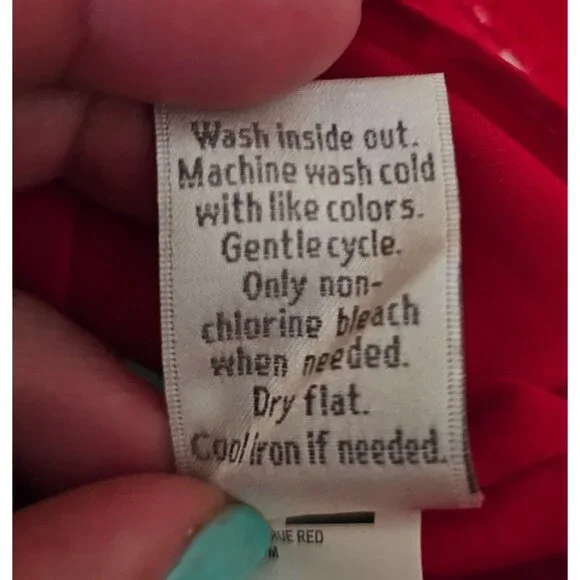 Wash inside out.
Machine wash cold
with like colors.
Gentle cycle.
Only non-
chlorine bleach
when needed.
Dry flat.
Cool iron if needed.
RED
M